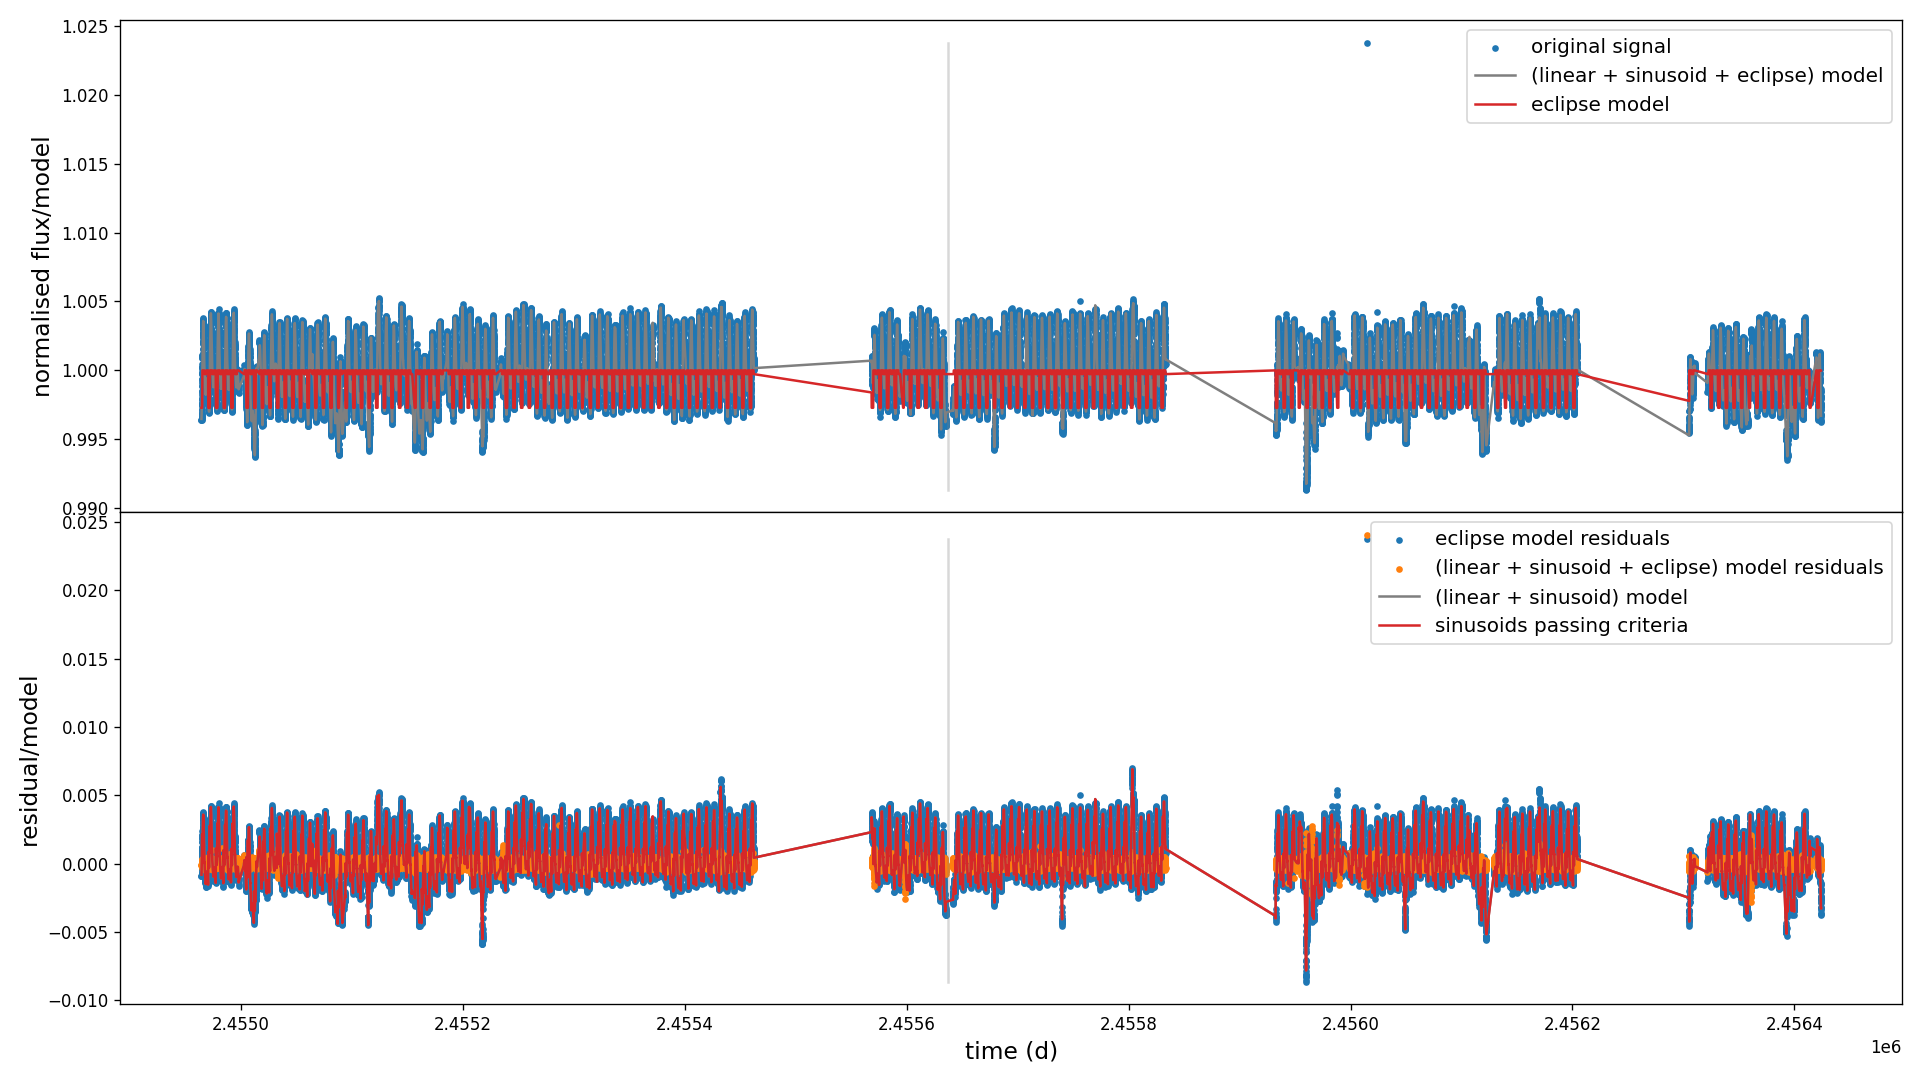 1.025
1.020
1.015
1.010
1.005
1.000
0.995
0.990
normalised flux/model
original signal
(linear + sinusoid + eclipse) model
eclipse model
0.025
0.020
0.015
0.010
0.005
0.000
−0.005
−0.010
residual/model
eclipse model residuals
(linear + sinusoid + eclipse) model residuals
(linear + sinusoid) model
sinusoids passing criteria
2.4550 2.4552 2.4554 2.4556 2.4558 2.4560 2.4562 2.4564
1e6
time (d)